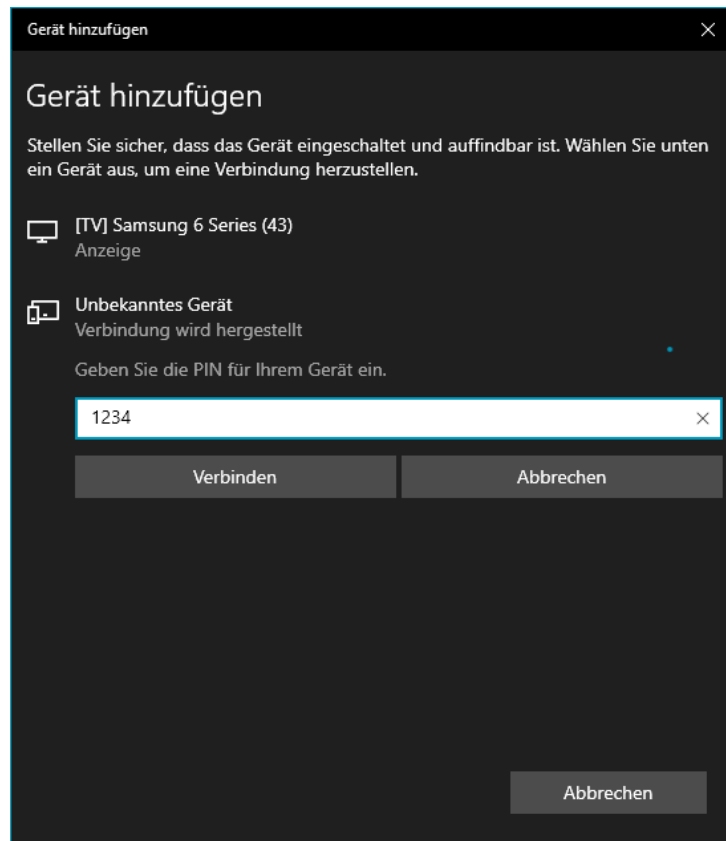 Gerät hinzufügen
Gerät hinzufügen
Stellen Sie sicher, dass das Gerät eingeschaltet und auffindbar ist. Wählen Sie unten
ein Gerät aus, um eine Verbindung herzustellen.
[TV] Samsung 6 Series (43)
Anzeige
Unbekanntes Gerät
Verbindung wird hergestellt
Geben Sie die PIN für Ihrem Gerät ein.
1234
Verbinden
Abbrechen
Abbrechen